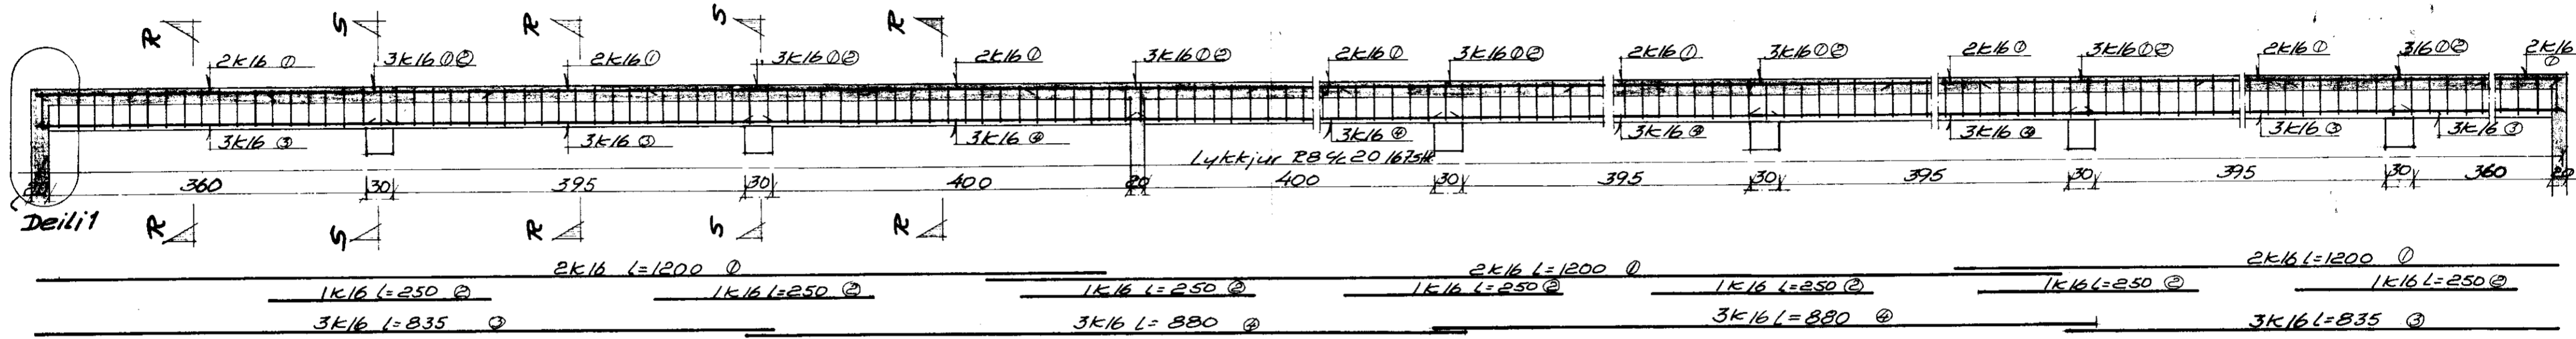 R S R S R
2K16 ① 3K16 ①② 2K16 ① 3K16 ①② 2K16 ① 3K16 ①② 2K16 ① 3K16 ①② 2K16 ① 3K16 ①② 2K16 ① 3K16 ①② 2K16 ① 316 ①② 2K16 ①
3K16 ③ 3K16 ③ 3K16 ④ 3K16 ④ 3K16 ④ 3K16 ④ 3K16 ③ 3K16 ③
Lykkjur R8 c/c 20 167stk
20 360 30 395 30 400 20 400 30 395 30 395 30 395 30 360 20
Deili 1
R S R S R
2K16 l=1200 ① 2K16 l=1200 ① 2K16 l=1200 ①
1K16 l=250 ② 1K16 l=250 ② 1K16 l=250 ② 1K16 l=250 ② 1K16 l=250 ② 1K16 l=250 ② 1K16 l=250 ②
3K16 l=835 ③ 3K16 l=880 ④ 3K16 l=880 ④ 3K16 l=835 ③